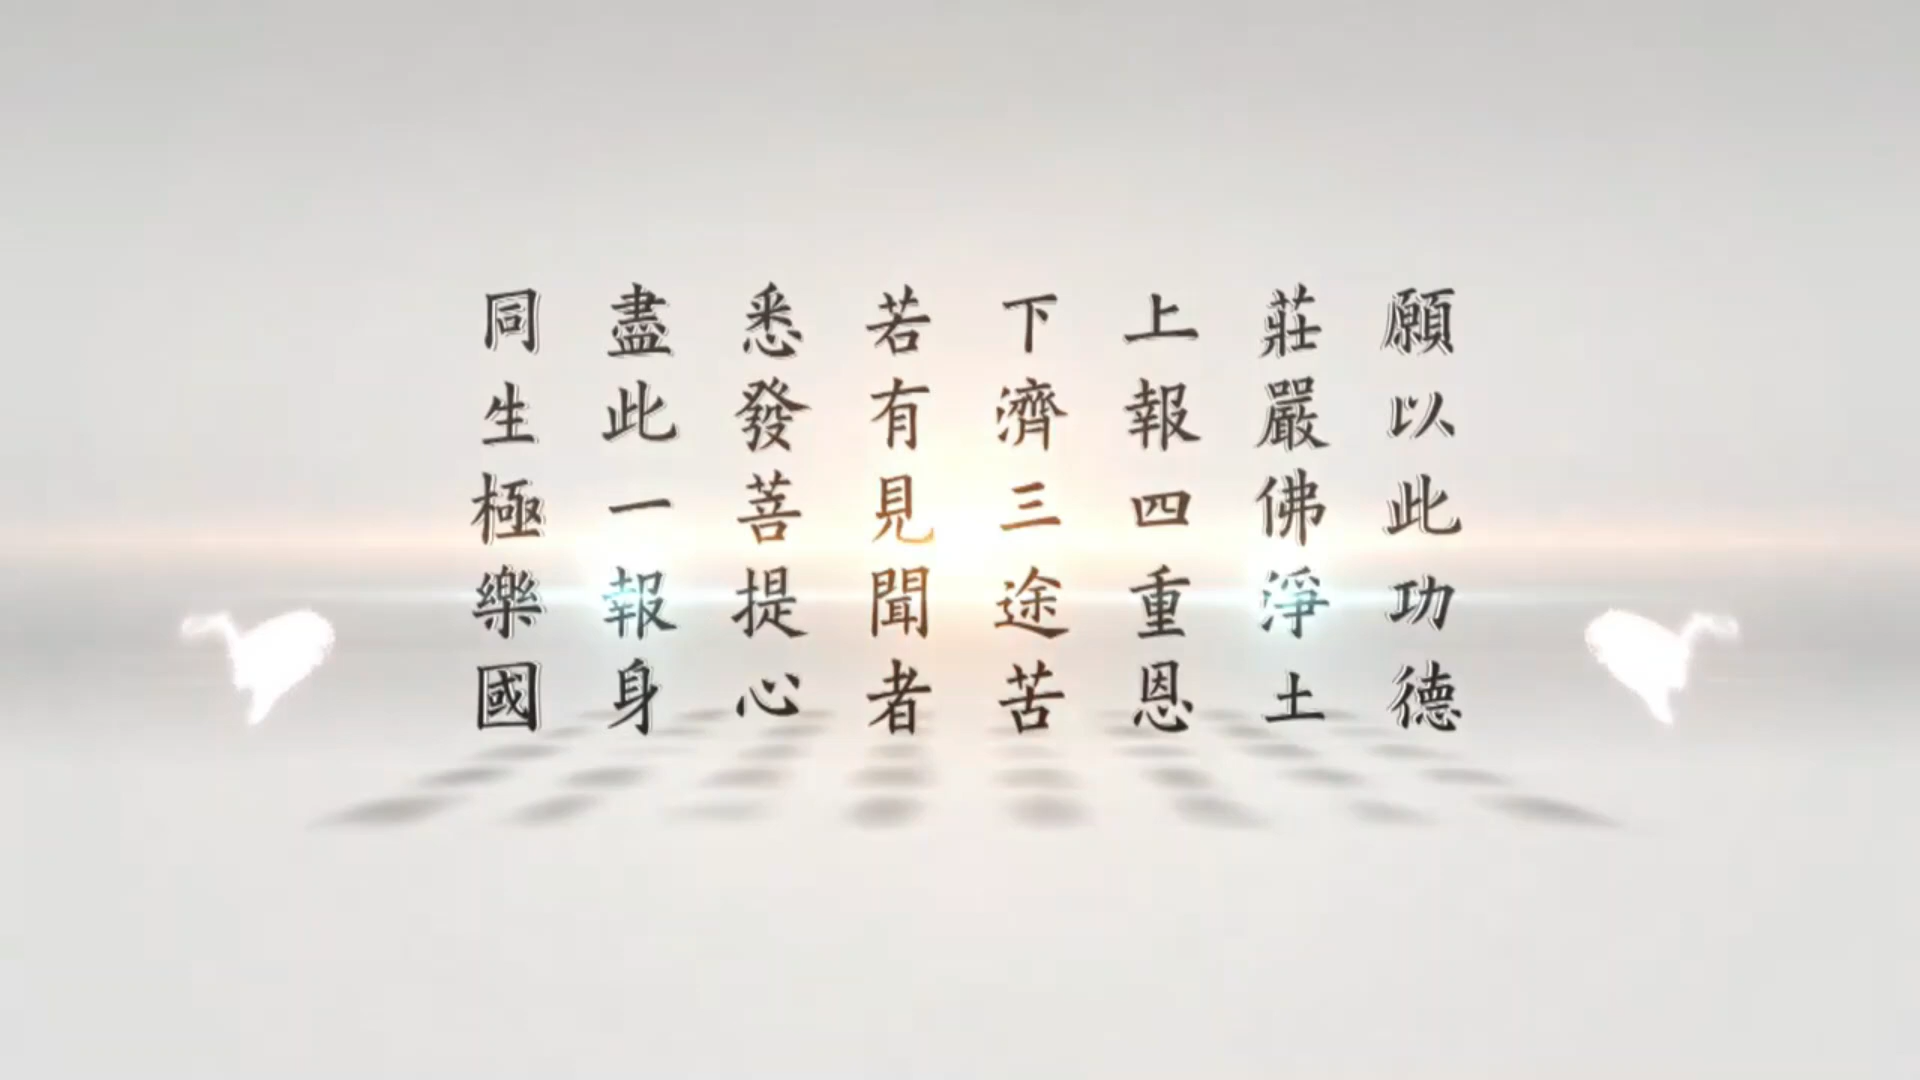 願以此功德
莊嚴佛淨土
上報四重恩
下濟三途苦
若有見聞者
悉發菩提心
盡此一報身
同生極樂國